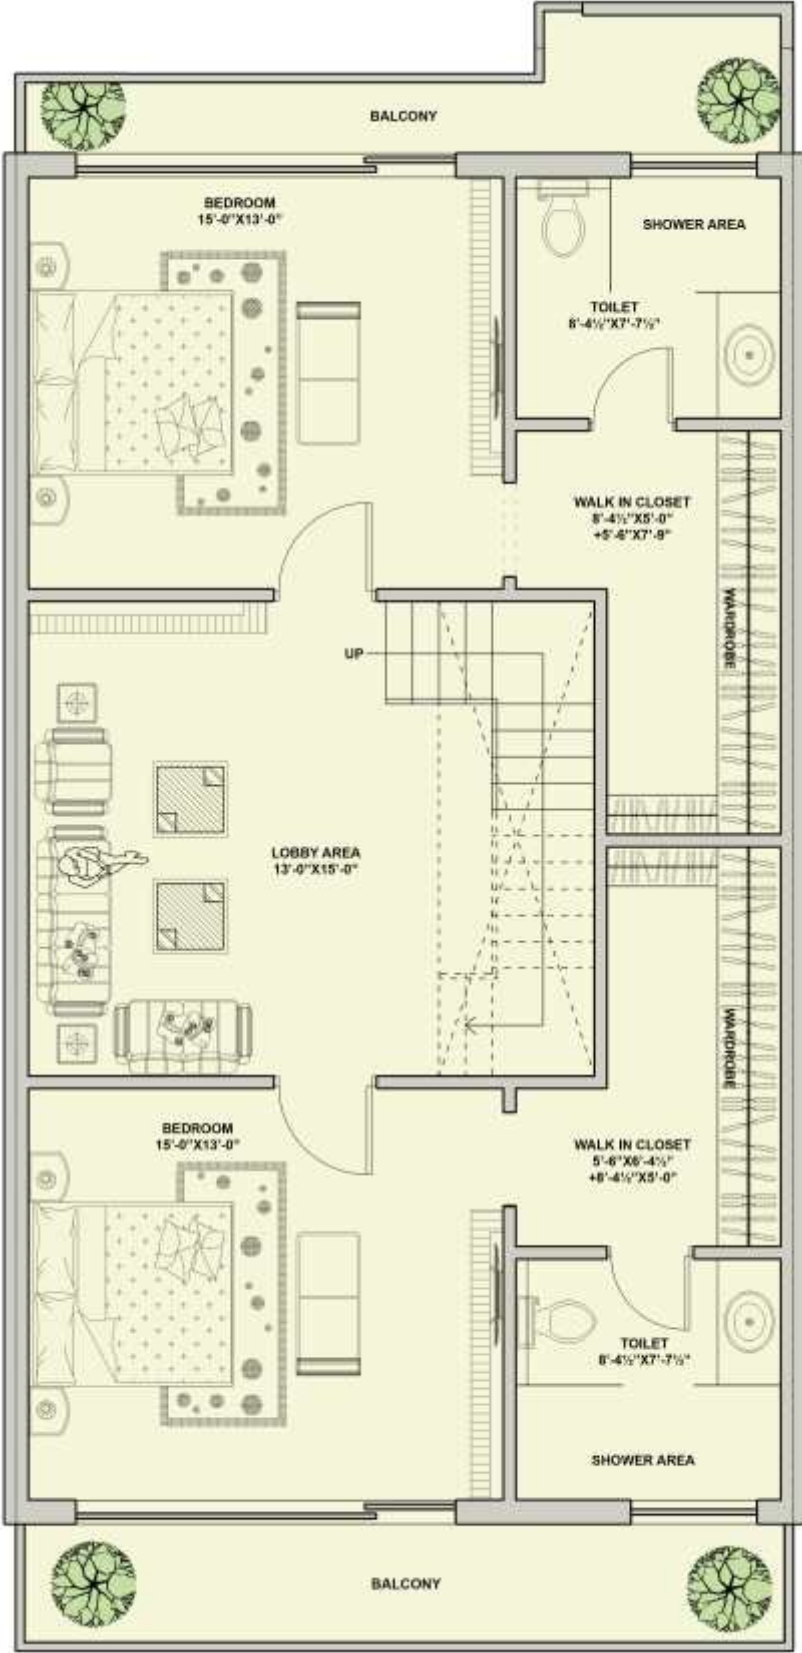 BALCONY
BEDROOM
15'-0"X13'-0"
SHOWER AREA
TOILET
8'-4½"X7'-7½"
WALK IN CLOSET
8'-4½"X5'-0"
+5'-6"X7'-9"
WARDROBE
UP
LOBBY AREA
13'-0"X15'-0"
WARDROBE
BEDROOM
15'-0"X13'-0"
WALK IN CLOSET
5'-6"X6'-4½"
+8'-4½"X5'-0"
TOILET
8'-4½"X7'-7½"
SHOWER AREA
BALCONY